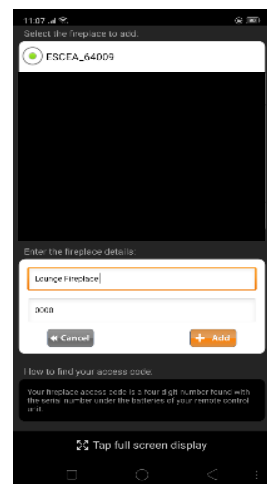 11:07
Select the fireplace to add:
ESCEA_64009
Enter the fireplace details:
Lounge Fireplace
0000
Cancel
+ Add
How to find your access code:
Your fireplace access code is a four digit number found with
the serial number under the batteries of your remote control
unit.
Tap full screen display